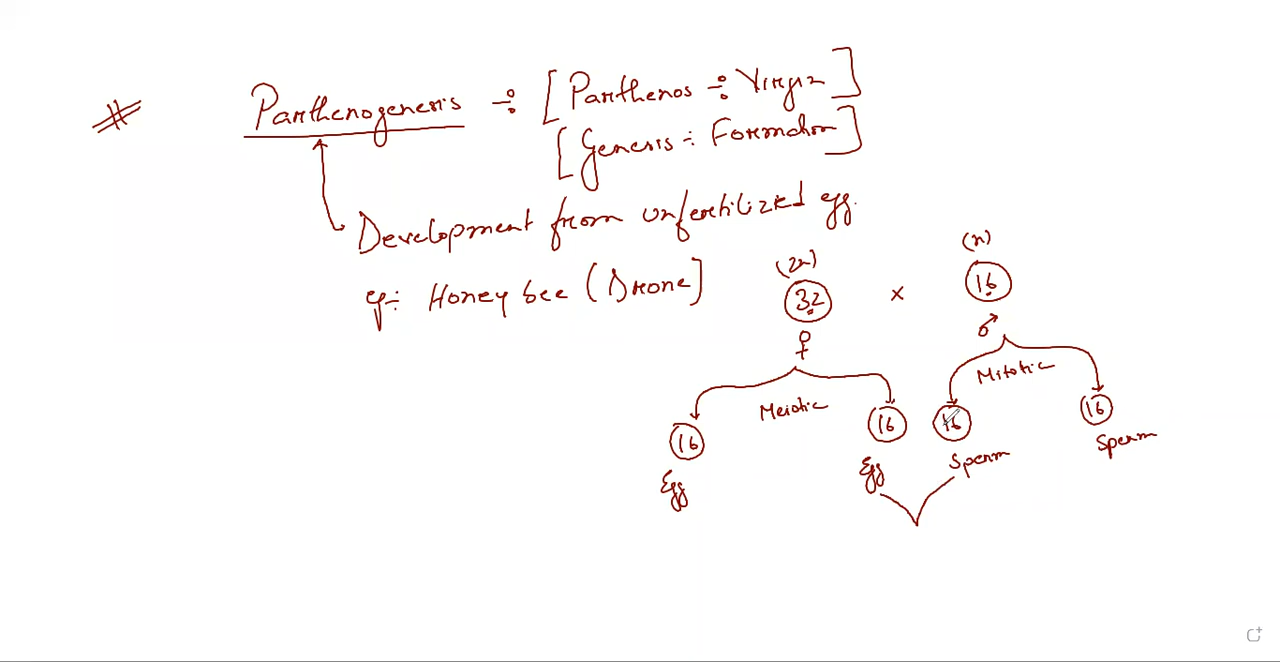 Parthenogenesis ÷ [Parthenos ÷ Virgin]
[Genesis ÷ Formation]
Development from unfertilized egg.
eg ÷ Honey bee (Drone]
(2n) (n)
32 × 16
♀ ♂
Meiotic Mitotic
16 16 16 16
Egg Egg Sperm Sperm